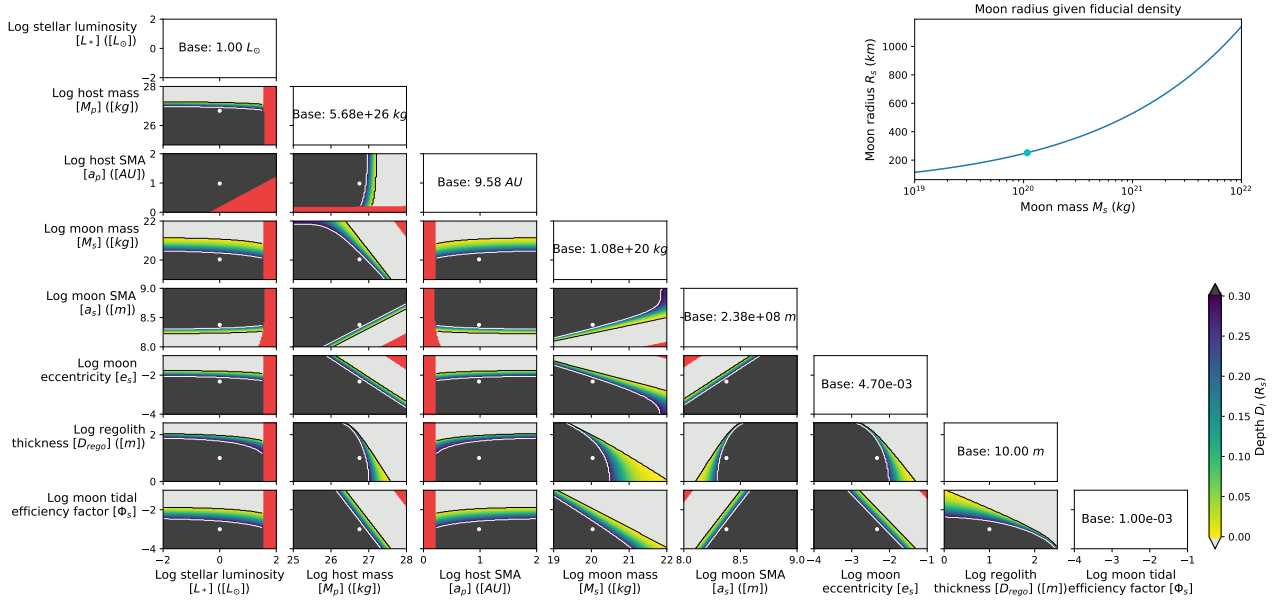 Moon radius given fiducial density
Log stellar luminosity
[L*] ([L⊙])
2
0
−2
Base: 1.00 L⊙
Moon radius Rs (km)
1000
800
600
400
200
10^19
10^20
10^21
10^22
Moon mass Ms (kg)
Log host mass
[Mp] ([kg])
28
26
Base: 5.68e+26 kg
Log host SMA
[ap] ([AU])
2
1
0
Base: 9.58 AU
Log moon mass
[Ms] ([kg])
22
20
Base: 1.08e+20 kg
Log moon SMA
[as] ([m])
9.0
8.5
8.0
Base: 2.38e+08 m
Log moon
eccentricity [es]
−2
−4
Base: 4.70e-03
Log regolith
thickness [Drego] ([m])
2
0
Base: 10.00 m
Log moon tidal
efficiency factor [Φs]
−2
−4
Base: 1.00e-03
0.30
0.25
0.20
0.15
0.10
0.05
0.00
Depth Dl (Rs)
−2 0 2
25 26 27 28
0 1 2
19 20 21 22
8.0 8.5 9.0
−4 −3 −2 −1
0 1 2
−4 −3 −2 −1
Log stellar luminosity
[L*] ([L⊙])
Log host mass
[Mp] ([kg])
Log host SMA
[ap] ([AU])
Log moon mass
[Ms] ([kg])
Log moon SMA
[as] ([m])
Log moon
eccentricity [es]
Log regolith
thickness [Drego] ([m])
Log moon tidal
efficiency factor [Φs]